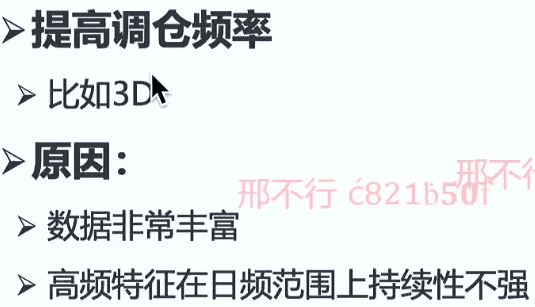 ➢提高调仓频率
➢ 比如3D
➢原因：
邢不行 ć821b50f
邢不行
➢ 数据非常丰富
➢ 高频特征在日频范围上持续性不强